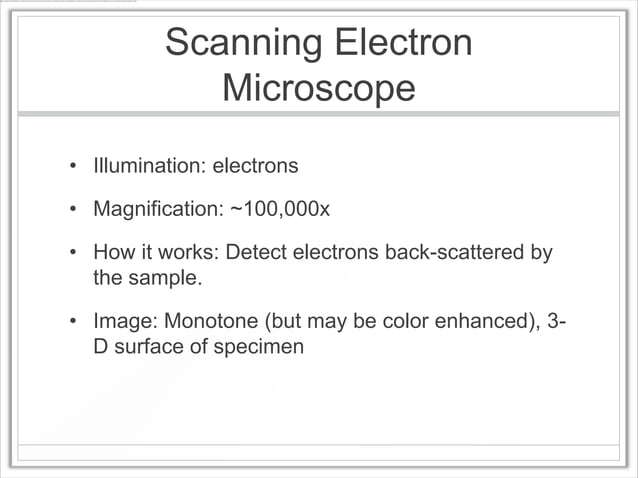 Scanning Electron
Microscope
• Illumination: electrons
• Magnification: ~100,000x
• How it works: Detect electrons back-scattered by
the sample.
• Image: Monotone (but may be color enhanced), 3-
D surface of specimen